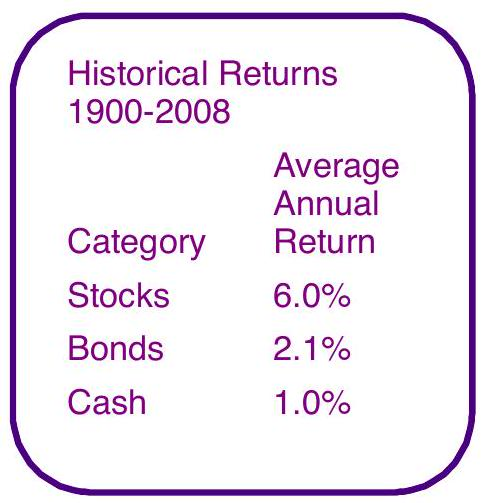 Historical Returns
1900-2008
Average
Annual
Category Return
Stocks 6.0%
Bonds 2.1%
Cash 1.0%